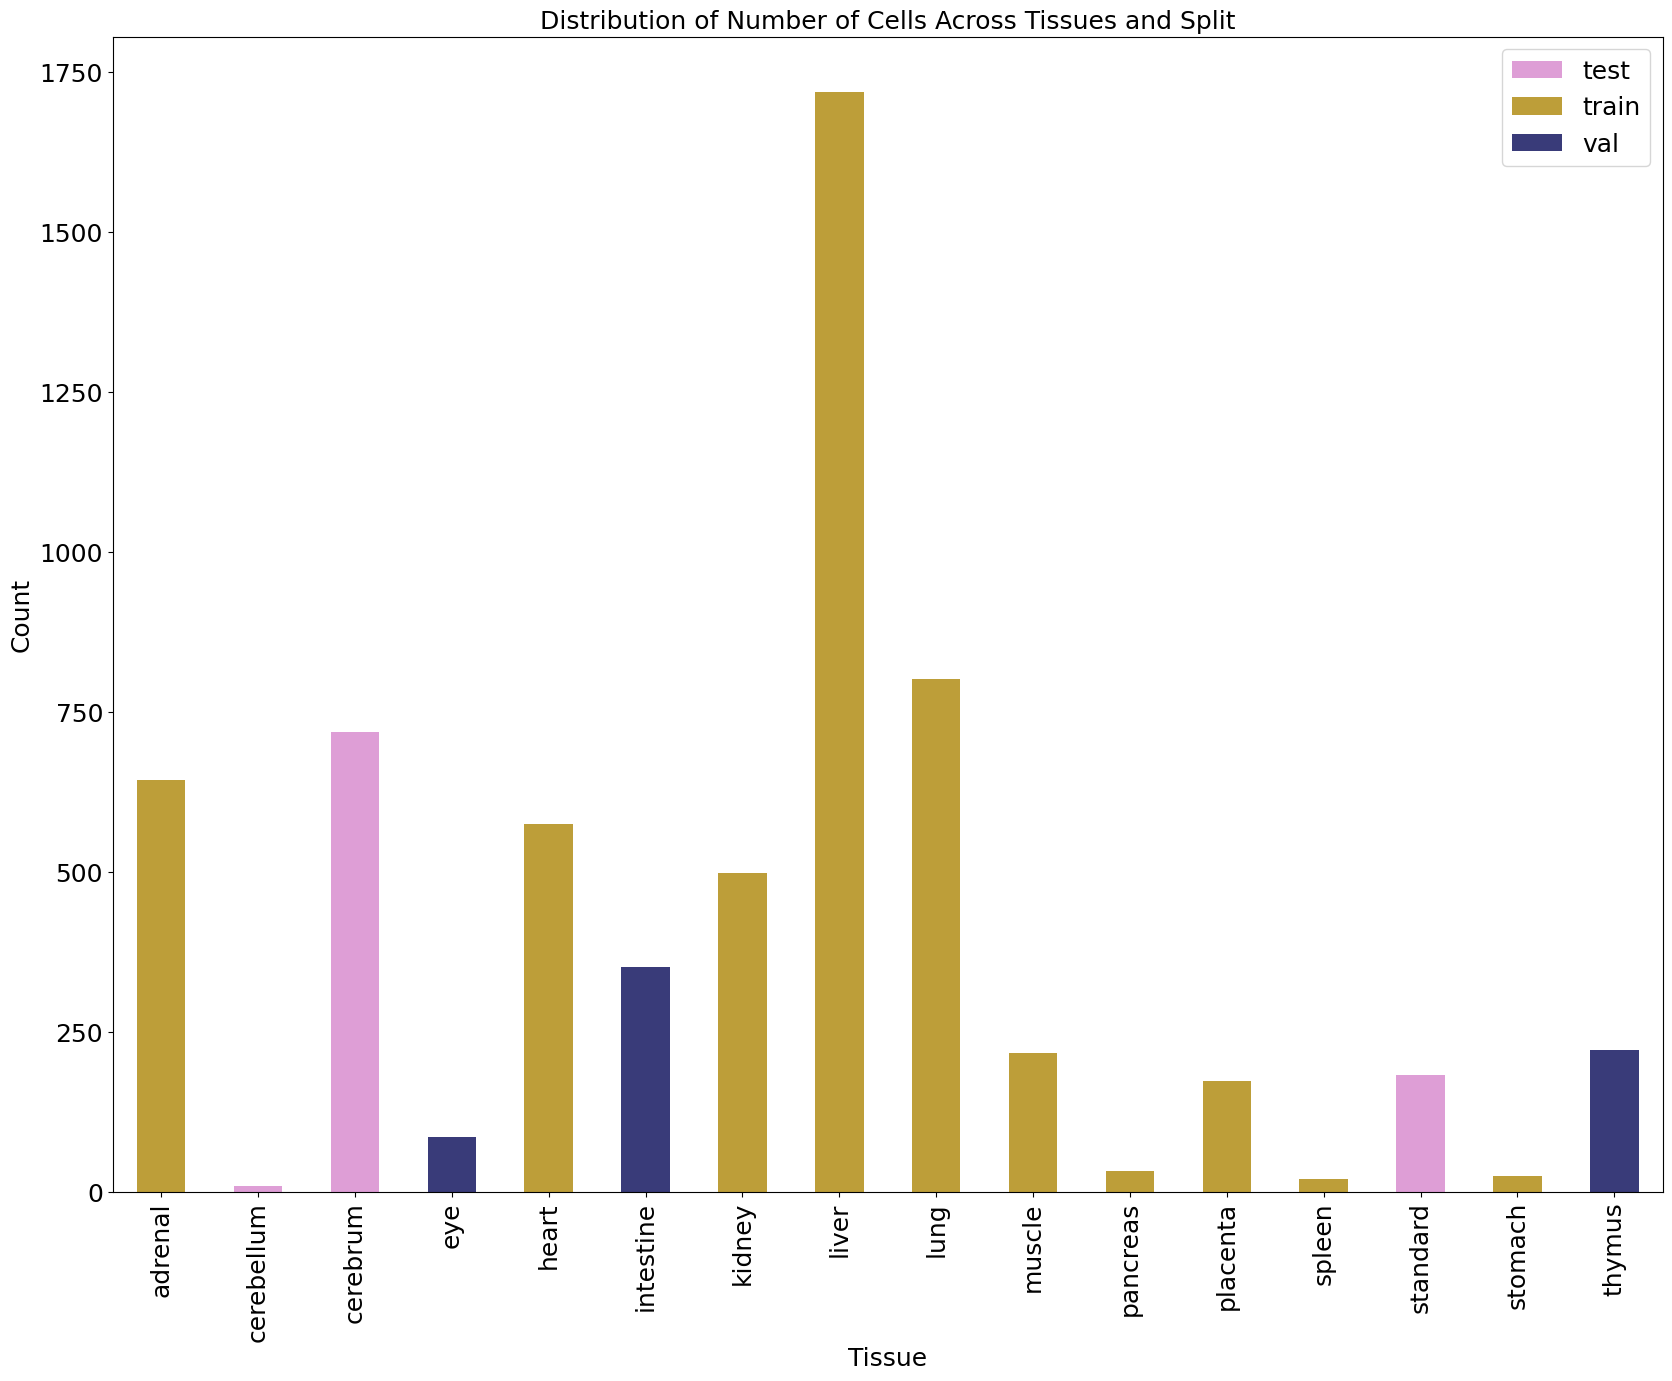 Distribution of Number of Cells Across Tissues and Split
test
train
val
1750
1500
1250
1000
750
500
250
0
Count
adrenal
cerebellum
cerebrum
eye
heart
intestine
kidney
liver
lung
muscle
pancreas
placenta
spleen
standard
stomach
thymus
Tissue